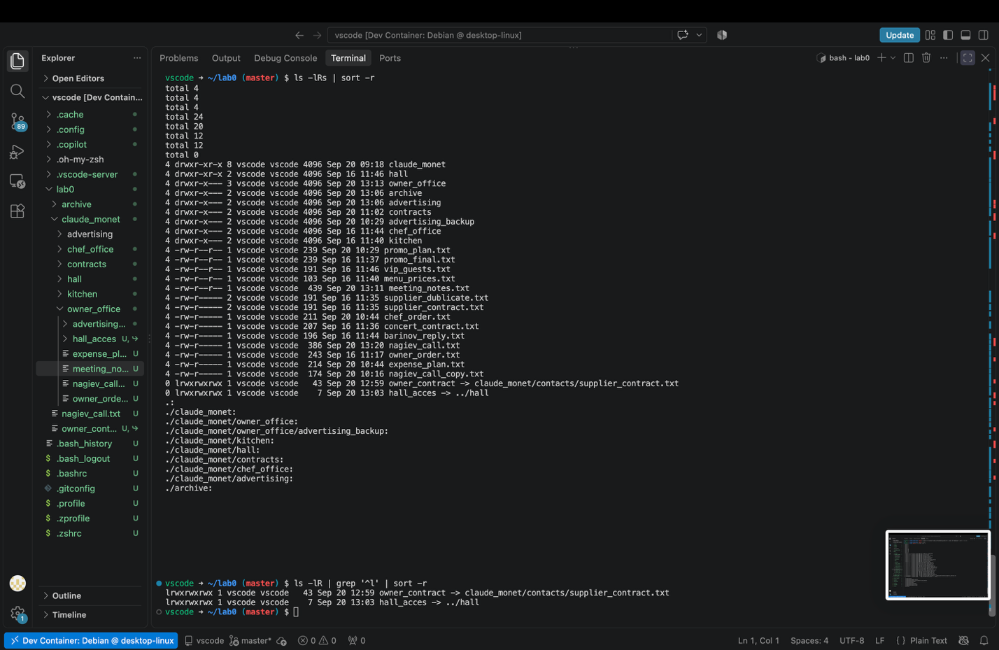 vscode [Dev Container: Debian @ desktop-linux]
Update
Explorer
Open Editors
vscode [Dev Contain...
.cache
.config
.copilot
.oh-my-zsh
.vscode-server
lab0
archive
claude_monet
advertising
chef_office
contracts
hall
kitchen
owner_office
advertising...
hall_acces U,
expense_pl... U
meeting_no... U
nagiev_call... U
owner_orde... U
nagiev_call.txt U
owner_cont... U,
.bash_history U
$ .bash_logout U
$ .bashrc U
.gitconfig U
$ .profile U
$ .zprofile U
$ .zshrc U
Outline
Timeline
89
1
Problems Output Debug Console Terminal Ports
bash - lab0
vscode → ~/lab0 (master) $ ls -lRs | sort -r
total 4
total 4
total 4
total 24
total 20
total 12
total 12
total 0
4 drwxr-xr-x 8 vscode vscode 4096 Sep 20 09:18 claude_monet
4 drwxr-xr-x 2 vscode vscode 4096 Sep 16 11:46 hall
4 drwxr-x--- 3 vscode vscode 4096 Sep 20 13:13 owner_office
4 drwxr-x--- 2 vscode vscode 4096 Sep 20 13:06 archive
4 drwxr-x--- 2 vscode vscode 4096 Sep 20 13:06 advertising
4 drwxr-x--- 2 vscode vscode 4096 Sep 20 11:02 contracts
4 drwxr-x--- 2 vscode vscode 4096 Sep 20 10:29 advertising_backup
4 drwxr-x--- 2 vscode vscode 4096 Sep 16 11:44 chef_office
4 drwxr-x--- 2 vscode vscode 4096 Sep 16 11:40 kitchen
4 -rw-r--r-- 1 vscode vscode 239 Sep 20 10:29 promo_plan.txt
4 -rw-r--r-- 1 vscode vscode 239 Sep 16 11:37 promo_final.txt
4 -rw-r--r-- 1 vscode vscode 191 Sep 16 11:46 vip_guests.txt
4 -rw-r--r-- 1 vscode vscode 103 Sep 16 11:40 menu_prices.txt
4 -rw-r--r-- 1 vscode vscode  439 Sep 20 13:11 meeting_notes.txt
4 -rw-r----- 2 vscode vscode 191 Sep 16 11:35 supplier_dublicate.txt
4 -rw-r----- 2 vscode vscode 191 Sep 16 11:35 supplier_contract.txt
4 -rw-r----- 1 vscode vscode 211 Sep 20 10:44 chef_order.txt
4 -rw-r----- 1 vscode vscode 207 Sep 16 11:36 concert_contract.txt
4 -rw-r----- 1 vscode vscode 196 Sep 16 11:44 barinov_reply.txt
4 -rw-r----- 1 vscode vscode  386 Sep 20 13:20 nagiev_call.txt
4 -rw-r----- 1 vscode vscode  243 Sep 16 11:17 owner_order.txt
4 -rw-r----- 1 vscode vscode  214 Sep 20 10:44 expense_plan.txt
4 -rw-r----- 1 vscode vscode  174 Sep 20 10:16 nagiev_call_copy.txt
0 lrwxrwxrwx 1 vscode vscode   43 Sep 20 12:59 owner_contract -> claude_monet/contacts/supplier_contract.txt
0 lrwxrwxrwx 1 vscode vscode    7 Sep 20 13:03 hall_acces -> ../hall
.:
./claude_monet:
./claude_monet/owner_office:
./claude_monet/owner_office/advertising_backup:
./claude_monet/kitchen:
./claude_monet/hall:
./claude_monet/contracts:
./claude_monet/chef_office:
./claude_monet/advertising:
./archive:
vscode → ~/lab0 (master) $ ls -lR | grep '^l' | sort -r
lrwxrwxrwx 1 vscode vscode   43 Sep 20 12:59 owner_contract -> claude_monet/contacts/supplier_contract.txt
lrwxrwxrwx 1 vscode vscode    7 Sep 20 13:03 hall_acces -> ../hall
vscode → ~/lab0 (master) $
Dev Container: Debian @ desktop-linux vscode master* 0 0 0 Ln 1, Col 1 Spaces: 4 UTF-8 LF { } Plain Text